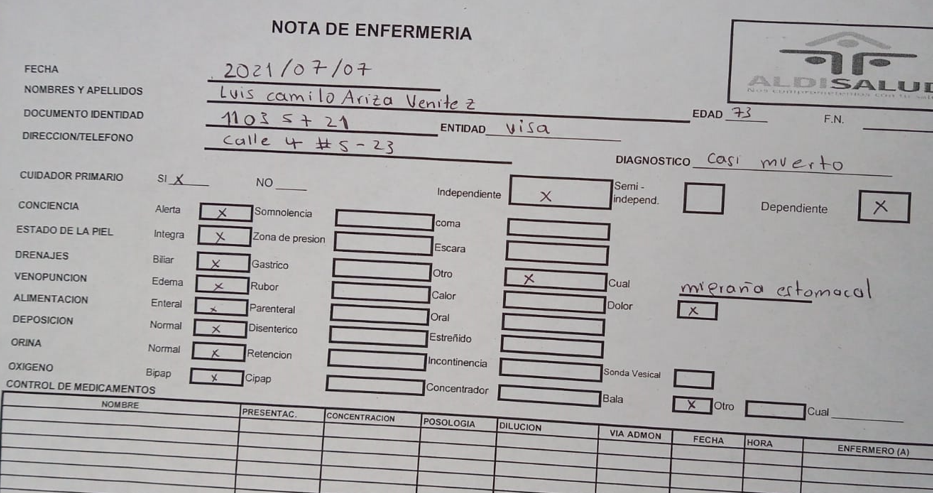 NOTA DE ENFERMERIA
ALDISALUD
FECHA 2021/07/07
NOMBRES Y APELLIDOS Luis camilo Ariza Venitez EDAD 73 F.N.
DOCUMENTO IDENTIDAD 1103 57 21 ENTIDAD visa
DIRECCION/TELEFONO calle 4 #5-23
DIAGNOSTICO casi muerto
CUIDADOR PRIMARIO SI X NO Independiente X Semi - independ. Dependiente X
CONCIENCIA Alerta X Somnolencia coma
ESTADO DE LA PIEL Integra X Zona de presion Escara
DRENAJES Biliar X Gastrico Otro X Cual migraña estomacal
VENOPUNCION Edema X Rubor Calor Dolor X
ALIMENTACION Enteral X Parenteral Oral
DEPOSICION Normal X Disenterico Estreñido
ORINA Normal X Retencion Incontinencia Sonda Vesical
OXIGENO Bipap X Cipap Concentrador Bala X Otro Cual
CONTROL DE MEDICAMENTOS
NOMBRE PRESENTAC. CONCENTRACION POSOLOGIA DILUCION VIA ADMON FECHA HORA ENFERMERO (A)